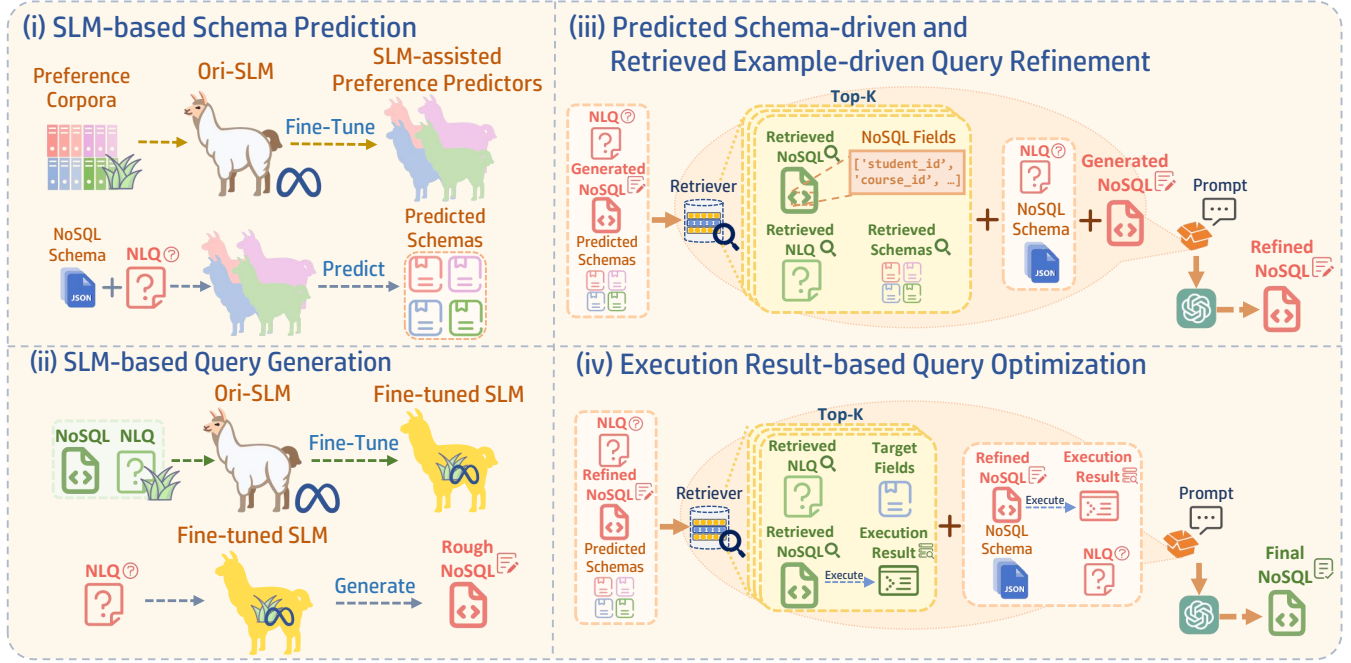 (i) SLM-based Schema Prediction
Preference
Corpora
Ori-SLM
SLM-assisted
Preference Predictors
Fine-Tune
NoSQL
Schema
NLQ
JSON
Predict
Predicted
Schemas
(ii) SLM-based Query Generation
NoSQL NLQ
Ori-SLM
Fine-Tune
Fine-tuned SLM
NLQ
Fine-tuned SLM
Generate
Rough
NoSQL
(iii) Predicted Schema-driven and
Retrieved Example-driven Query Refinement
NLQ
Generated
NoSQL
Predicted
Schemas
Retriever
Top-K
Retrieved
NoSQL
NoSQL Fields
['student_id',
'course_id', …]
Retrieved
NLQ
Retrieved
Schemas
NLQ
NoSQL
Schema
JSON
Generated
NoSQL
Prompt
Refined
NoSQL
(iv) Execution Result-based Query Optimization
NLQ
Refined
NoSQL
Predicted
Schemas
Retriever
Top-K
Retrieved
NLQ
Target
Fields
Retrieved
NoSQL
Execute
Execution
Result
Refined
NoSQL
Execute
Execution
Result
NoSQL
Schema
JSON
NLQ
Prompt
Final
NoSQL